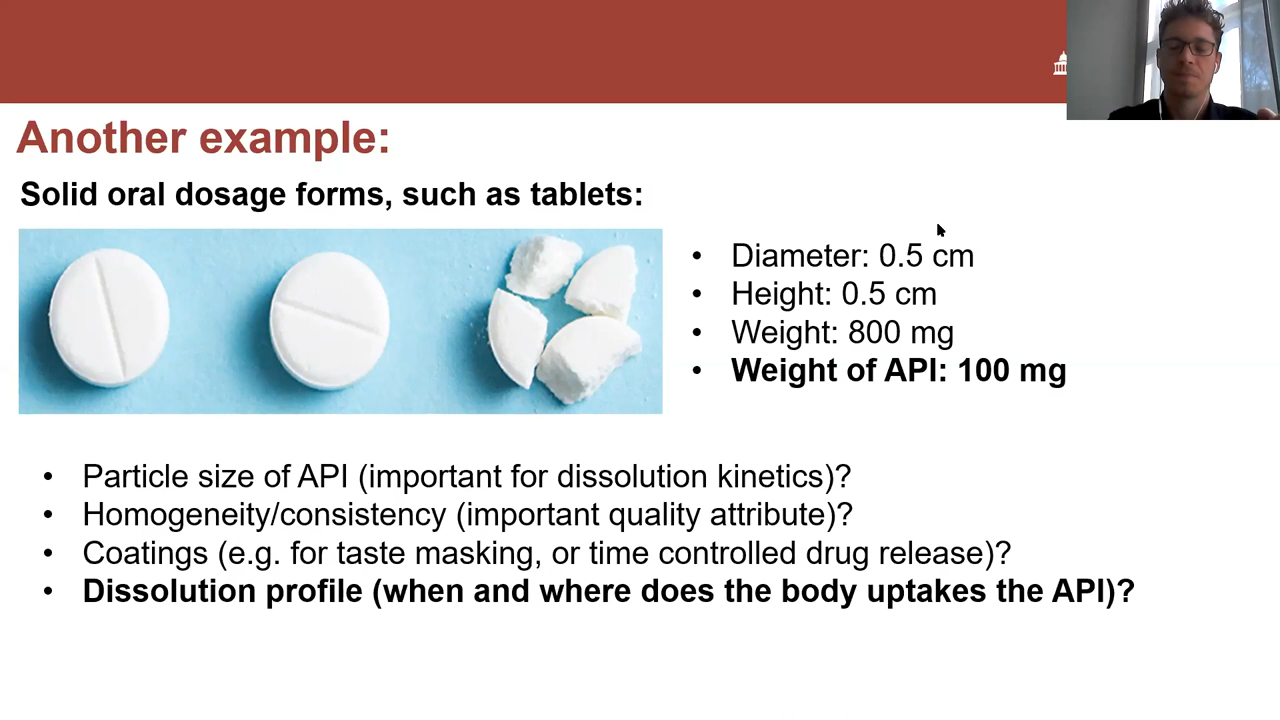 Another example:
Solid oral dosage forms, such as tablets:
• Diameter: 0.5 cm
• Height: 0.5 cm
• Weight: 800 mg
• Weight of API: 100 mg
• Particle size of API (important for dissolution kinetics)?
• Homogeneity/consistency (important quality attribute)?
• Coatings (e.g. for taste masking, or time controlled drug release)?
• Dissolution profile (when and where does the body uptakes the API)?